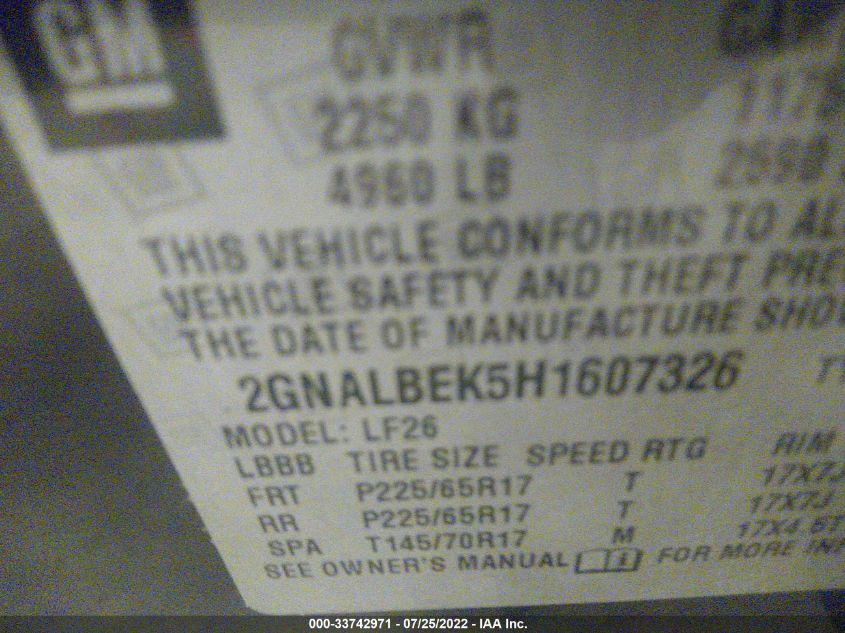 GM
GVWR
2250 KG
4960 LB
THIS VEHICLE CONFORMS TO
VEHICLE SAFETY AND THEFT
THE DATE OF MANUFACTURE
2GNALBEK5H1607326
MODEL: LF26
LBBB TIRE SIZE SPEED RTG RIM
FRT P225/65R17 T 17X7J
RR P225/65R17 T 17X7J
SPA T145/70R17 M
SEE OWNER'S MANUAL FOR MORE
000-33742971 - 07/25/2022 - IAA Inc.